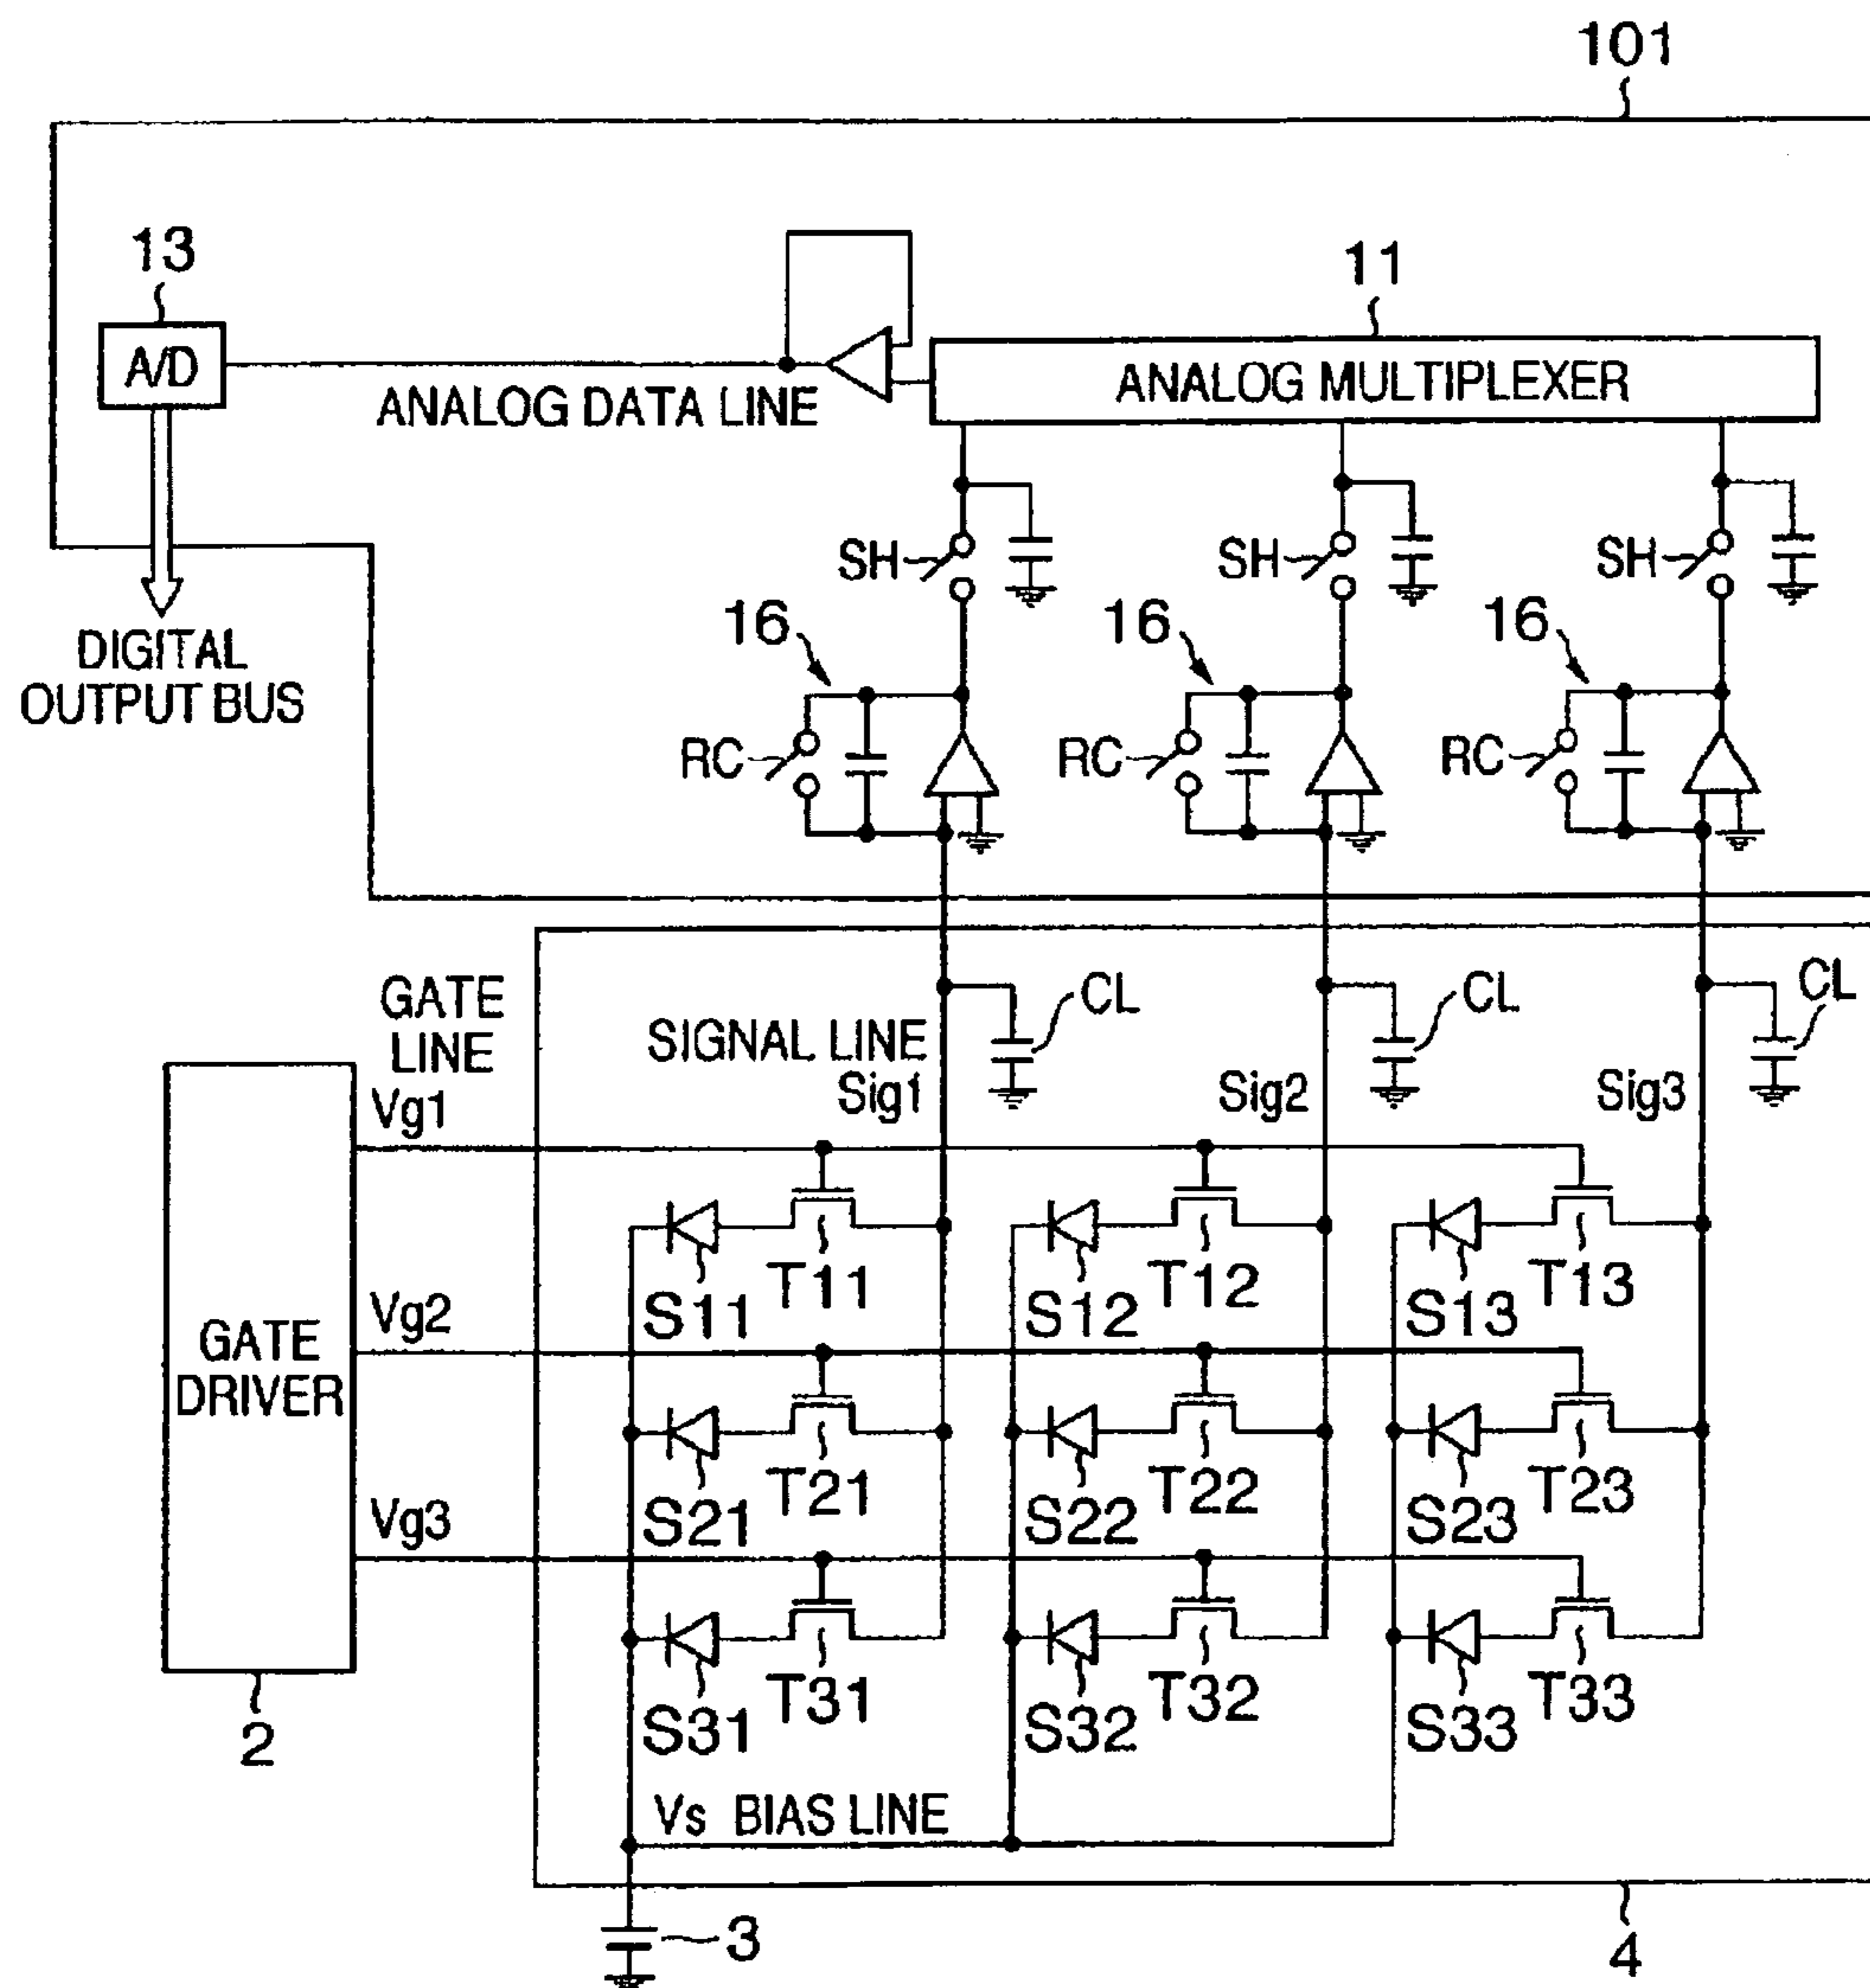 101
13
11
A/D
ANALOG DATA LINE
ANALOG MULTIPLEXER
SH
SH
SH
16
16
16
DIGITAL
OUTPUT BUS
RC
RC
RC
GATE
LINE
SIGNAL LINE
CL
CL
CL
Vg1
Sig1
Sig2
Sig3
S11
T11
S12
T12
S13
T13
Vg2
GATE
DRIVER
S21
T21
S22
T22
S23
T23
Vg3
S31
T31
S32
T32
S33
T33
2
Vs BIAS LINE
3
4